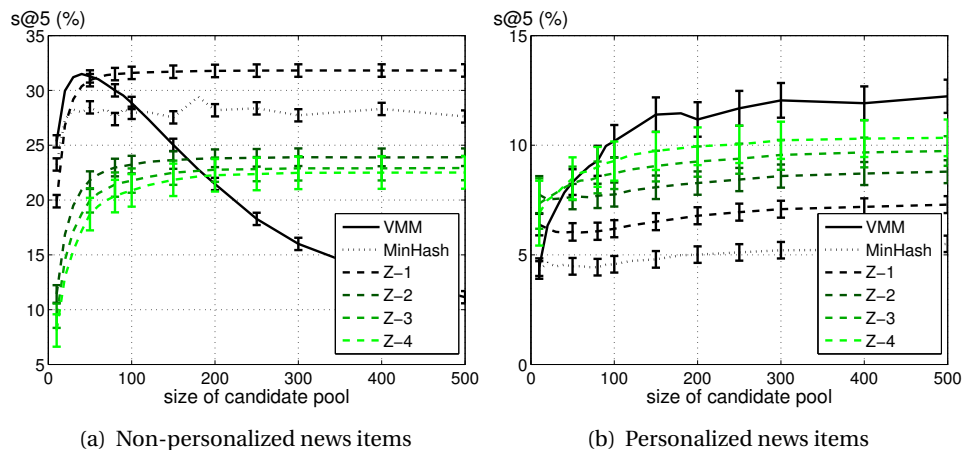 s@5 (%)
35
30
25
20
15
10
5
0
100
200
300
400
500
size of candidate pool
VMM
MinHash
Z−1
Z−2
Z−3
Z−4
(a) Non-personalized news items
s@5 (%)
15
10
5
0
0
100
200
300
400
500
size of candidate pool
VMM
MinHash
Z−1
Z−2
Z−3
Z−4
(b) Personalized news items